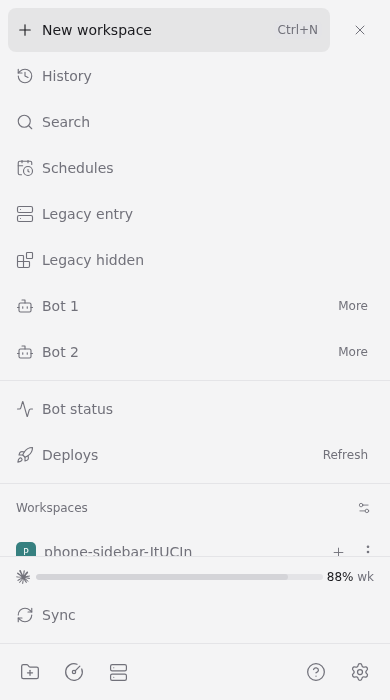 New workspace Ctrl+N
History
Search
Schedules
Legacy entry
Legacy hidden
Bot 1 More
Bot 2 More
Bot status
Deploys Refresh
Workspaces
P
88% wk
Sync